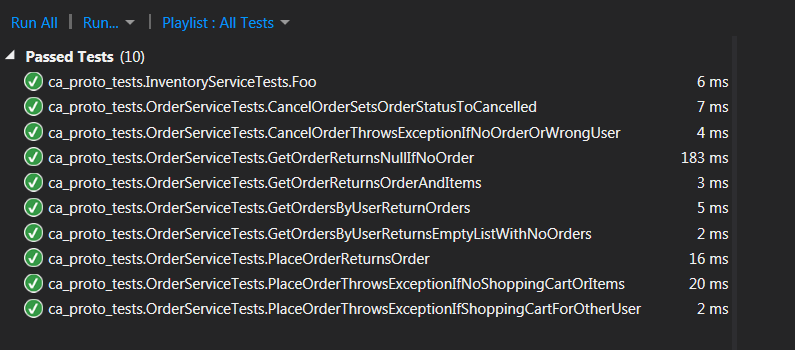 Run All | Run... | Playlist : All Tests
Passed Tests (10)
ca_proto_tests.InventoryServiceTests.Foo 6 ms
ca_proto_tests.OrderServiceTests.CancelOrderSetsOrderStatusToCancelled 7 ms
ca_proto_tests.OrderServiceTests.CancelOrderThrowsExceptionIfNoOrderOrWrongUser 4 ms
ca_proto_tests.OrderServiceTests.GetOrderReturnsNullIfNoOrder 183 ms
ca_proto_tests.OrderServiceTests.GetOrderReturnsOrderAndItems 3 ms
ca_proto_tests.OrderServiceTests.GetOrdersByUserReturnOrders 5 ms
ca_proto_tests.OrderServiceTests.GetOrdersByUserReturnsEmptyListWithNoOrders 2 ms
ca_proto_tests.OrderServiceTests.PlaceOrderReturnsOrder 16 ms
ca_proto_tests.OrderServiceTests.PlaceOrderThrowsExceptionIfNoShoppingCartOrItems 20 ms
ca_proto_tests.OrderServiceTests.PlaceOrderThrowsExceptionIfShoppingCartForOtherUser 2 ms